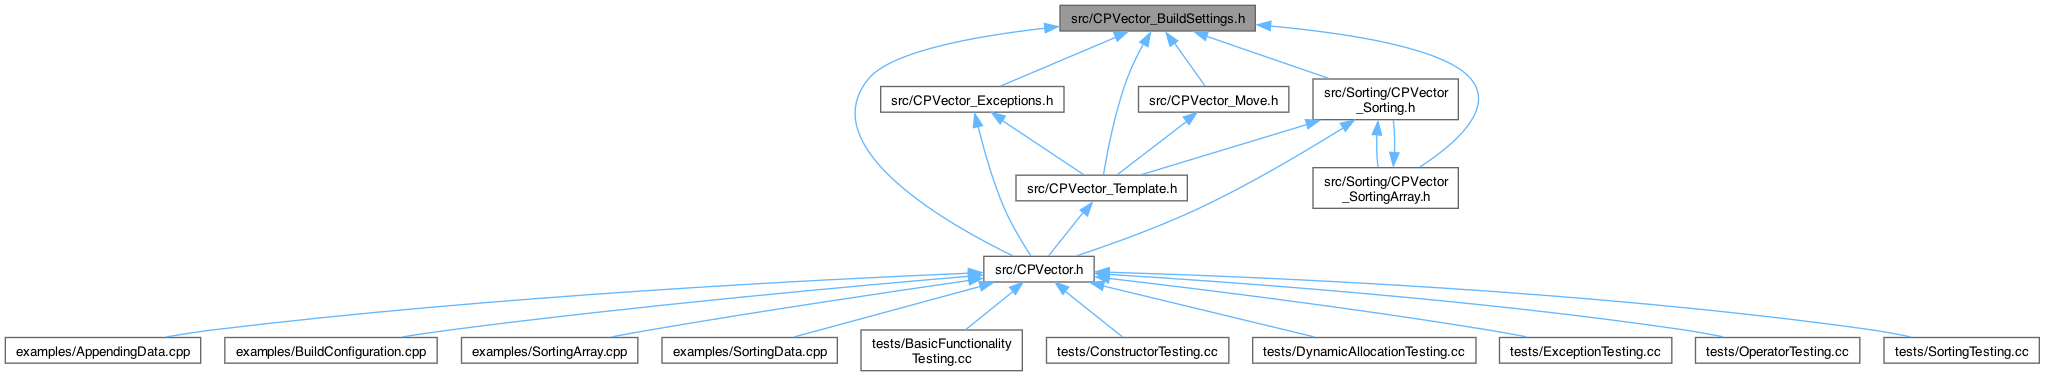 src/CPVector_BuildSettings.h
src/CPVector_Exceptions.h
src/CPVector_Move.h
src/Sorting/CPVector
_Sorting.h
src/CPVector_Template.h
src/Sorting/CPVector
_SortingArray.h
src/CPVector.h
examples/AppendingData.cpp
examples/BuildConfiguration.cpp
examples/SortingArray.cpp
examples/SortingData.cpp
tests/BasicFunctionality
Testing.cc
tests/ConstructorTesting.cc
tests/DynamicAllocationTesting.cc
tests/ExceptionTesting.cc
tests/OperatorTesting.cc
tests/SortingTesting.cc